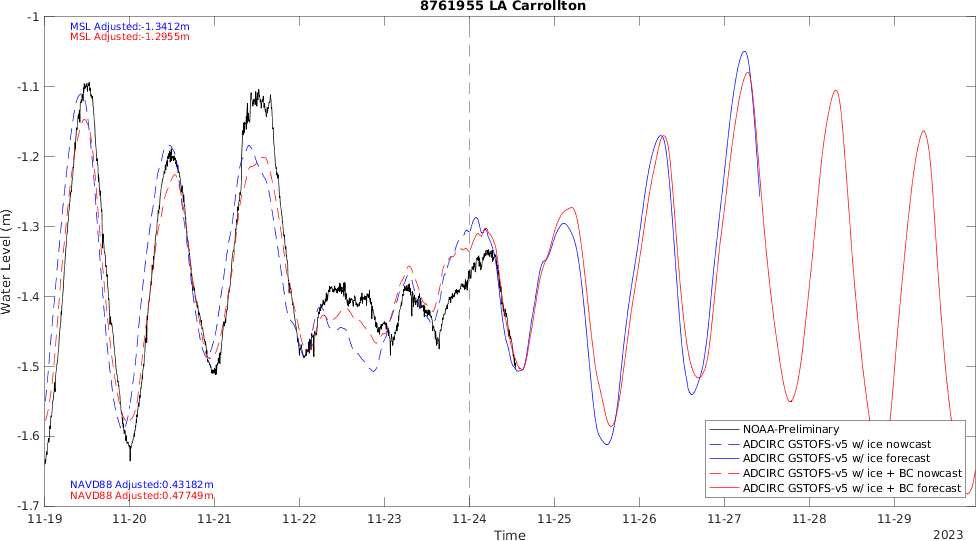 8761955 LA Carrollton
MSL Adjusted:-1.3412m
MSL Adjusted:-1.2955m
-1
-1.1
-1.2
-1.3
-1.4
-1.5
-1.6
-1.7
Water Level (m)
NAVD88 Adjusted:0.43182m
NAVD88 Adjusted:0.47749m
NOAA-Preliminary
ADCIRC GSTOFS-v5 w/ ice nowcast
ADCIRC GSTOFS-v5 w/ ice forecast
ADCIRC GSTOFS-v5 w/ ice + BC nowcast
ADCIRC GSTOFS-v5 w/ ice + BC forecast
11-19 11-20 11-21 11-22 11-23 11-24 11-25 11-26 11-27 11-28 11-29
Time
2023